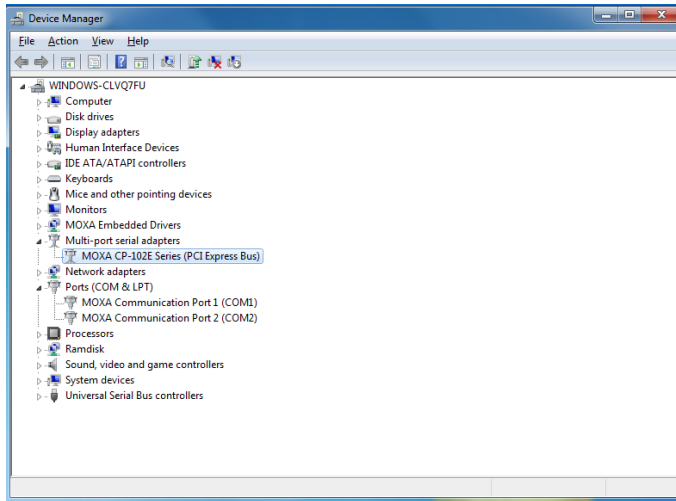 Device Manager
File Action View Help
WINDOWS-CLVQ7FU
Computer
Disk drives
Display adapters
Human Interface Devices
IDE ATA/ATAPI controllers
Keyboards
Mice and other pointing devices
Monitors
MOXA Embedded Drivers
Multi-port serial adapters
MOXA CP-102E Series (PCI Express Bus)
Network adapters
Ports (COM & LPT)
MOXA Communication Port 1 (COM1)
MOXA Communication Port 2 (COM2)
Processors
Ramdisk
Sound, video and game controllers
System devices
Universal Serial Bus controllers